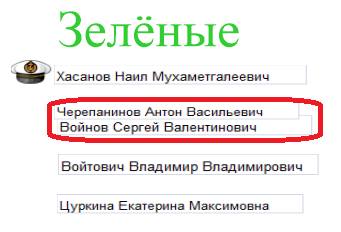 Зелёные
Хасанов Наил Мухаметгалеевич
Черепанинов Антон Васильевич
Войнов Сергей Валентинович
Войтович Владимир Владимирович
Цуркина Екатерина Максимовна